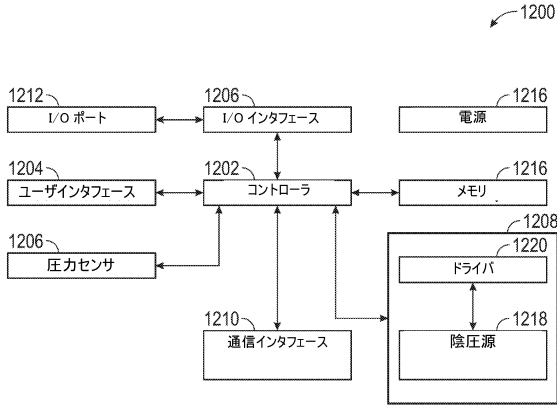 1200
1212
I/O ポート
1206
I/O インタフェース
1216
電源
1204
ユーザインタフェース
1202
コントローラ
1216
メモリ
1206
圧力センサ
1208
1220
ドライバ
1210
通信インタフェース
1218
陰圧源